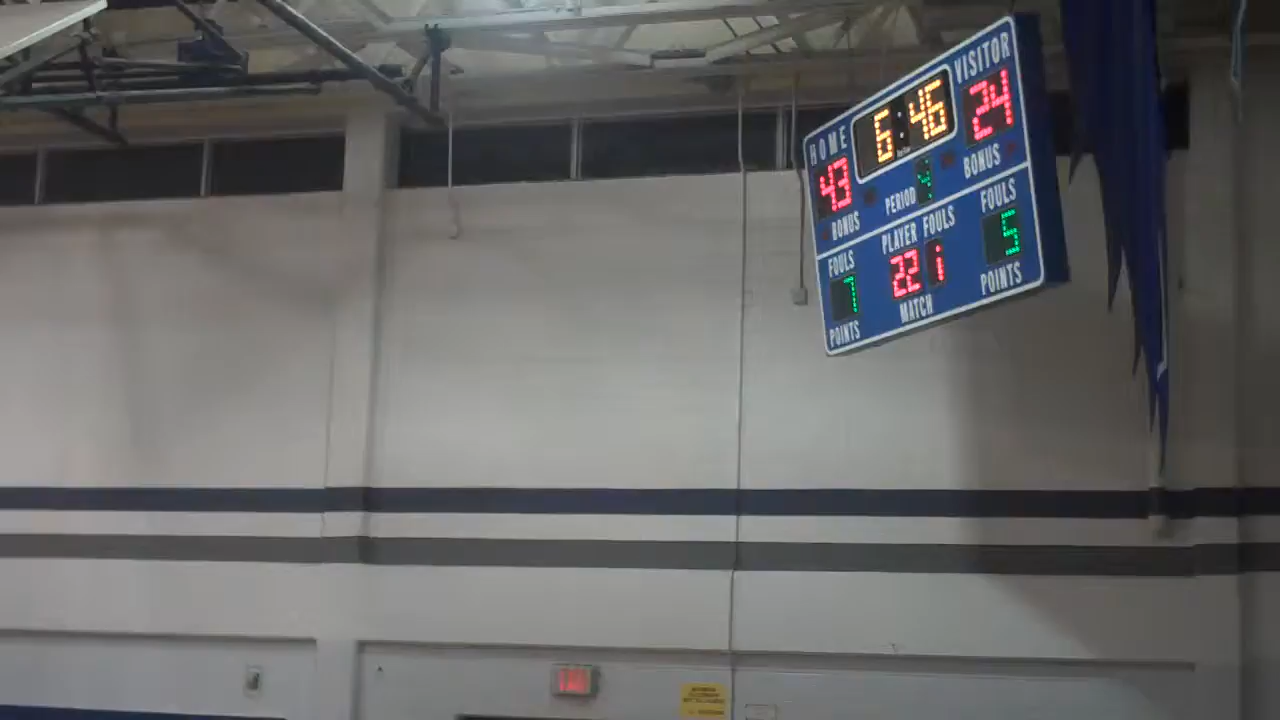 HOME 6:46 VISITOR
43 24
BONUS PERIOD 4 BONUS
FOULS PLAYER FOULS FOULS
7 22 1 5
POINTS MATCH POINTS